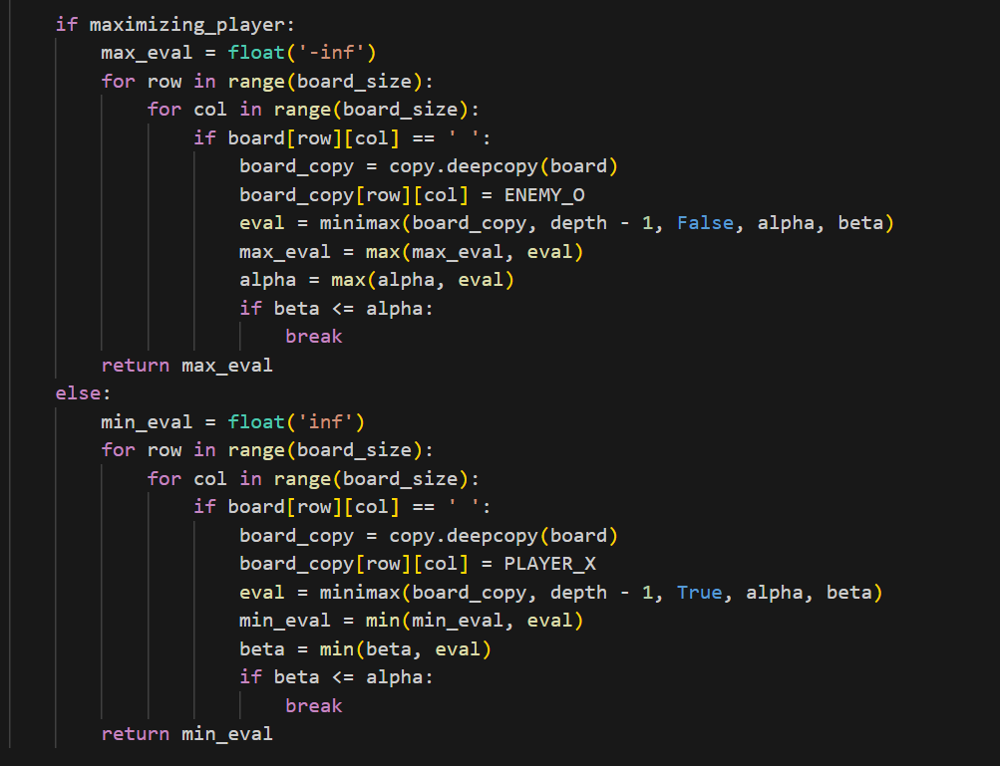 if maximizing_player:
    max_eval = float('-inf')
    for row in range(board_size):
        for col in range(board_size):
            if board[row][col] == ' ':
                board_copy = copy.deepcopy(board)
                board_copy[row][col] = ENEMY_O
                eval = minimax(board_copy, depth - 1, False, alpha, beta)
                max_eval = max(max_eval, eval)
                alpha = max(alpha, eval)
                if beta <= alpha:
                    break
    return max_eval
else:
    min_eval = float('inf')
    for row in range(board_size):
        for col in range(board_size):
            if board[row][col] == ' ':
                board_copy = copy.deepcopy(board)
                board_copy[row][col] = PLAYER_X
                eval = minimax(board_copy, depth - 1, True, alpha, beta)
                min_eval = min(min_eval, eval)
                beta = min(beta, eval)
                if beta <= alpha:
                    break
    return min_eval